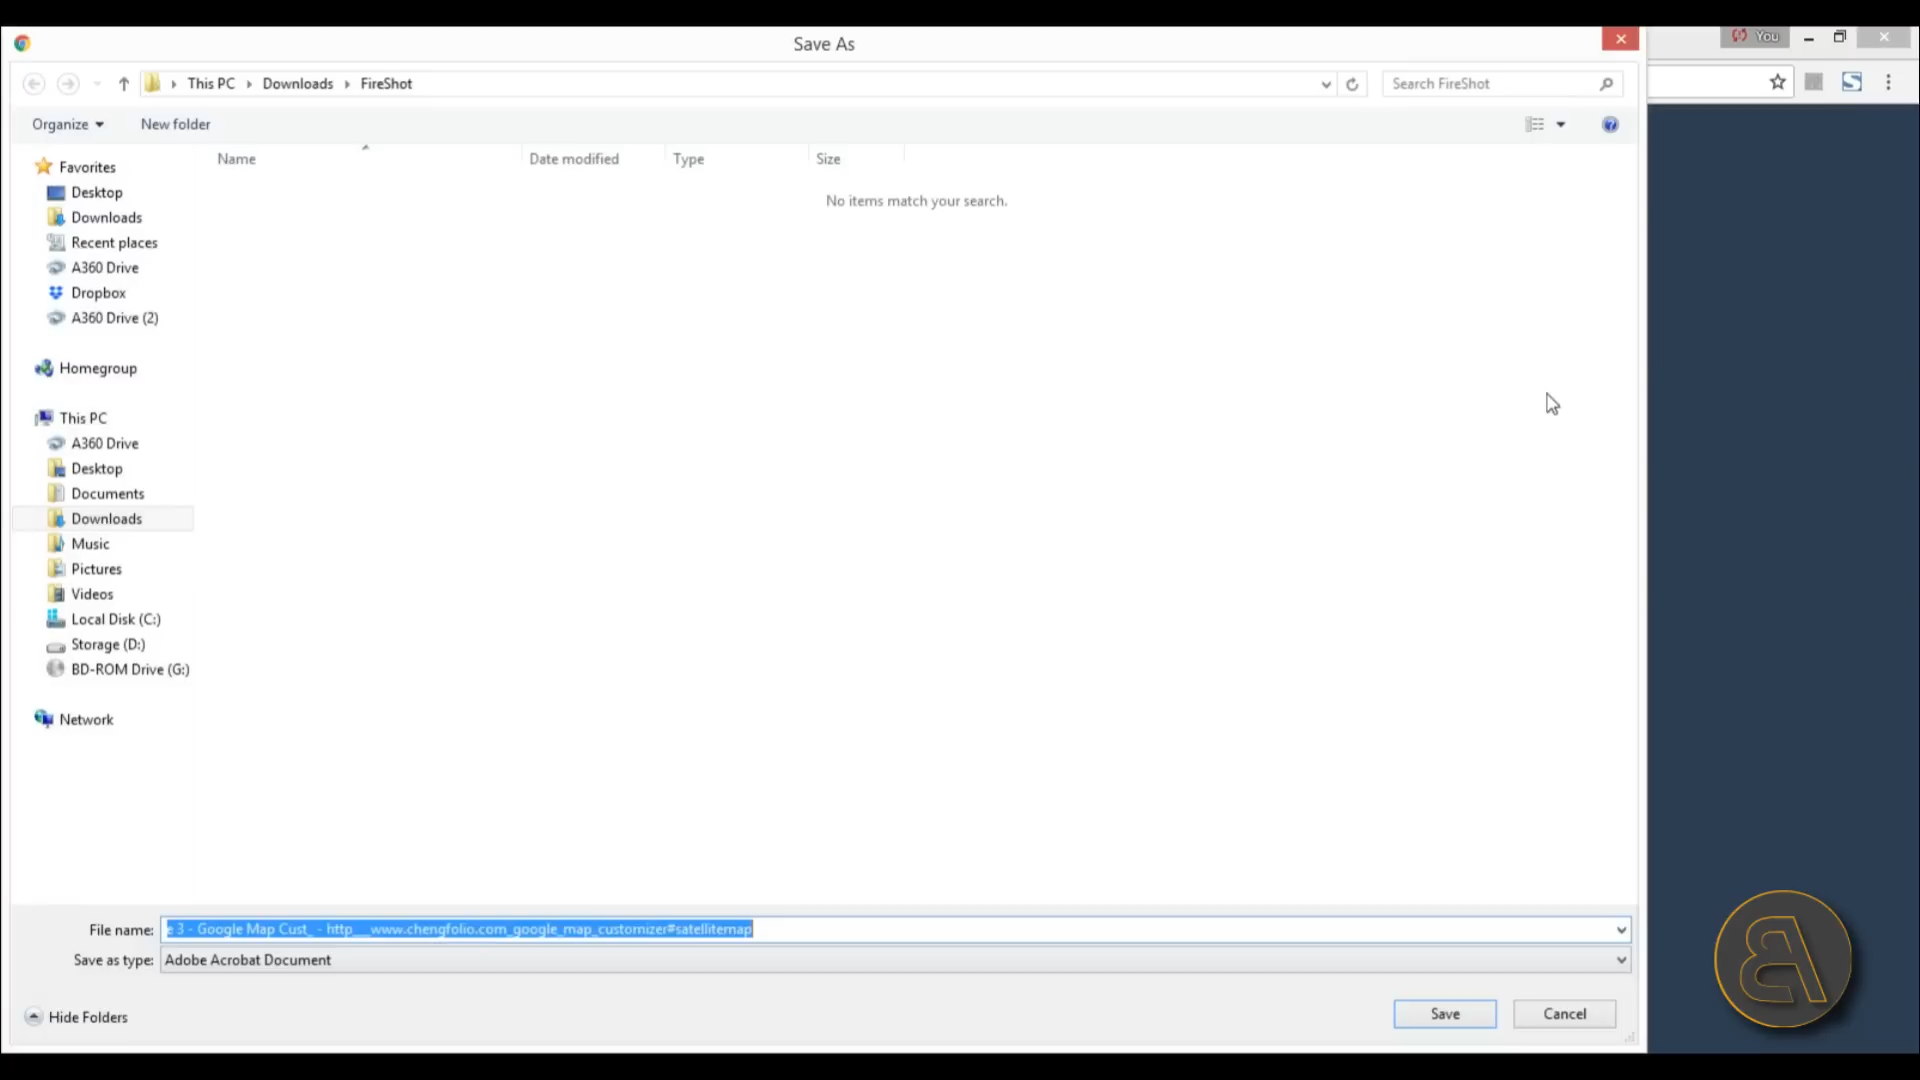 Save As
You
This PC Downloads FireShot
Search FireShot
Organize
New folder
Name
Date modified
Type
Size
No items match your search.
Favorites
Desktop
Downloads
Recent places
A360 Drive
Dropbox
A360 Drive (2)
Homegroup
This PC
A360 Drive
Desktop
Documents
Downloads
Music
Pictures
Videos
Local Disk (C:)
Storage (D:)
BD-ROM Drive (G:)
Network
File name: e 3 - Google Map Cust_ - http___www.chengfolio.com_google_map_customizer#satellitemap
Save as type: Adobe Acrobat Document
Hide Folders
Save
Cancel